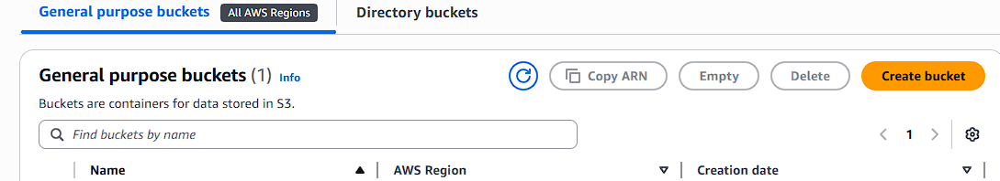 General purpose buckets All AWS Regions Directory buckets
General purpose buckets (1) Info Copy ARN Empty Delete Create bucket
Buckets are containers for data stored in S3.
Find buckets by name 1
Name AWS Region Creation date